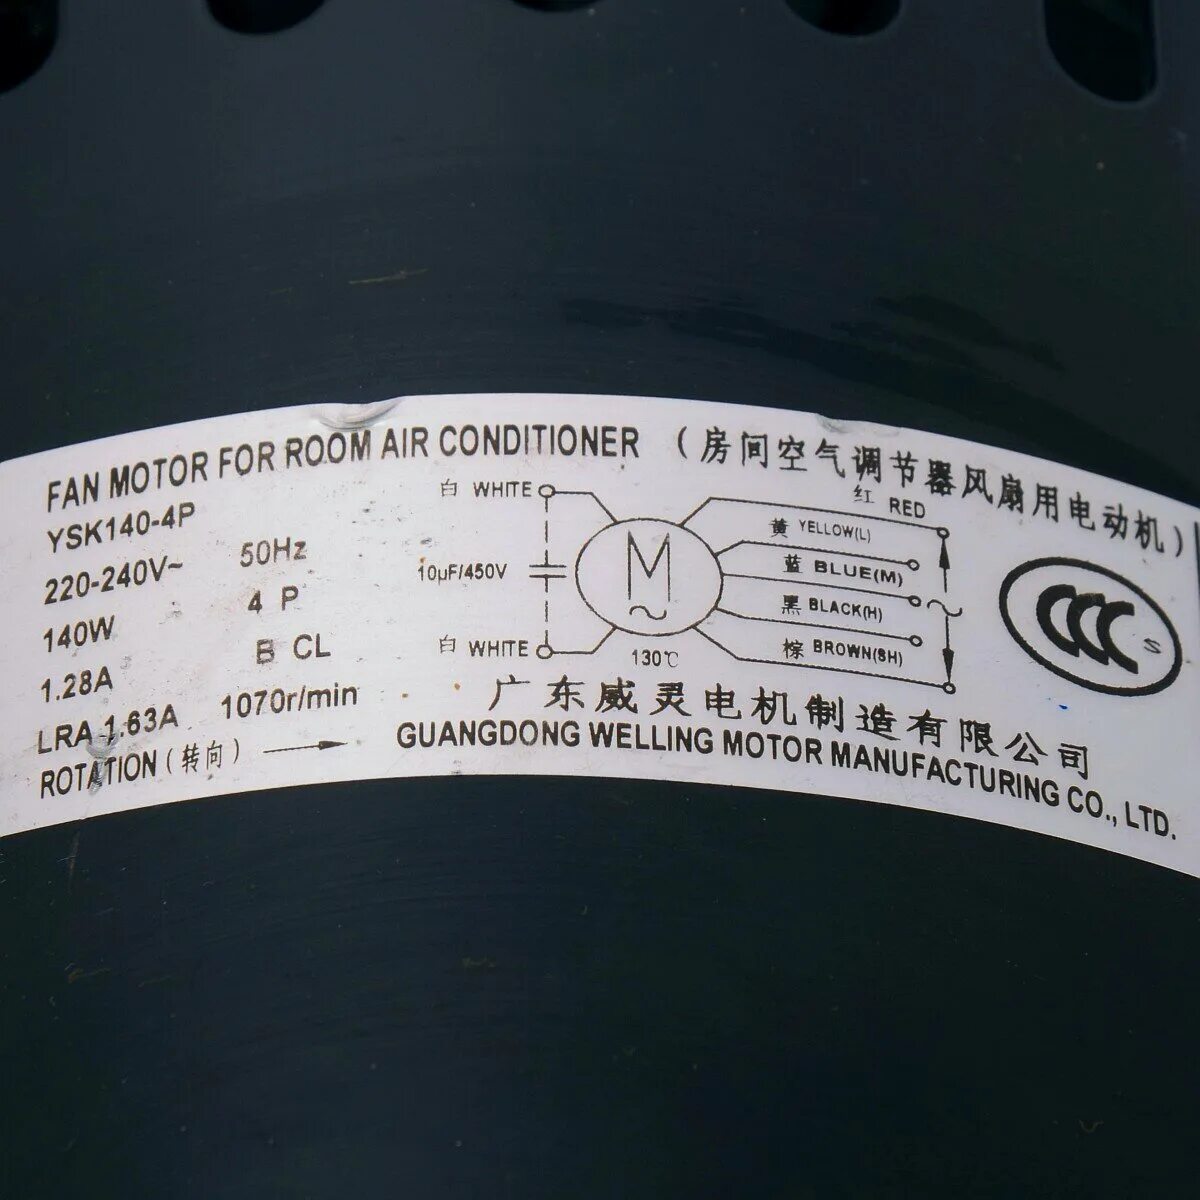 FAN MOTOR FOR ROOM AIR CONDITIONER (房间空气调节器风扇用电动机)
YSK140-4P
220-240V~ 50Hz
140W 4 P
1.28A B CL
LRA-1.63A 1070r/min
ROTATION (转向)
白 WHITE
10μF/450V
白 WHITE
M
~
130℃
红 RED
黄 YELLOW(L)
蓝 BLUE(M)
黑 BLACK(H)
棕 BROWN(SH)
~
CCC S
广东威灵电机制造有限公司
GUANGDONG WELLING MOTOR MANUFACTURING CO., LTD.